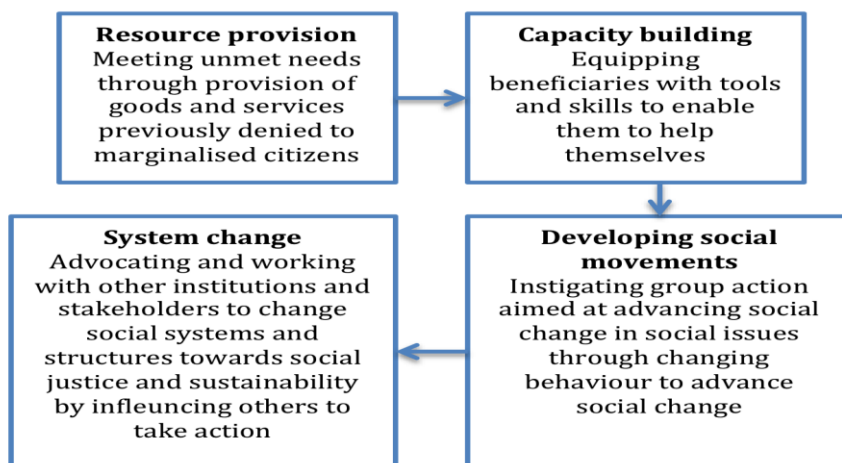 Resource provision
Meeting unmet needs
through provision of
goods and services
previously denied to
marginalised citizens
Capacity building
Equipping
beneficiaries with tools
and skills to enable
them to help
themselves
System change
Advocating and working
with other institutions and
stakeholders to change
social systems and
structures towards social
justice and sustainability
by infleuncing others to
take action
Developing social
movements
Instigating group action
aimed at advancing social
change in social issues
through changing
behaviour to advance
social change